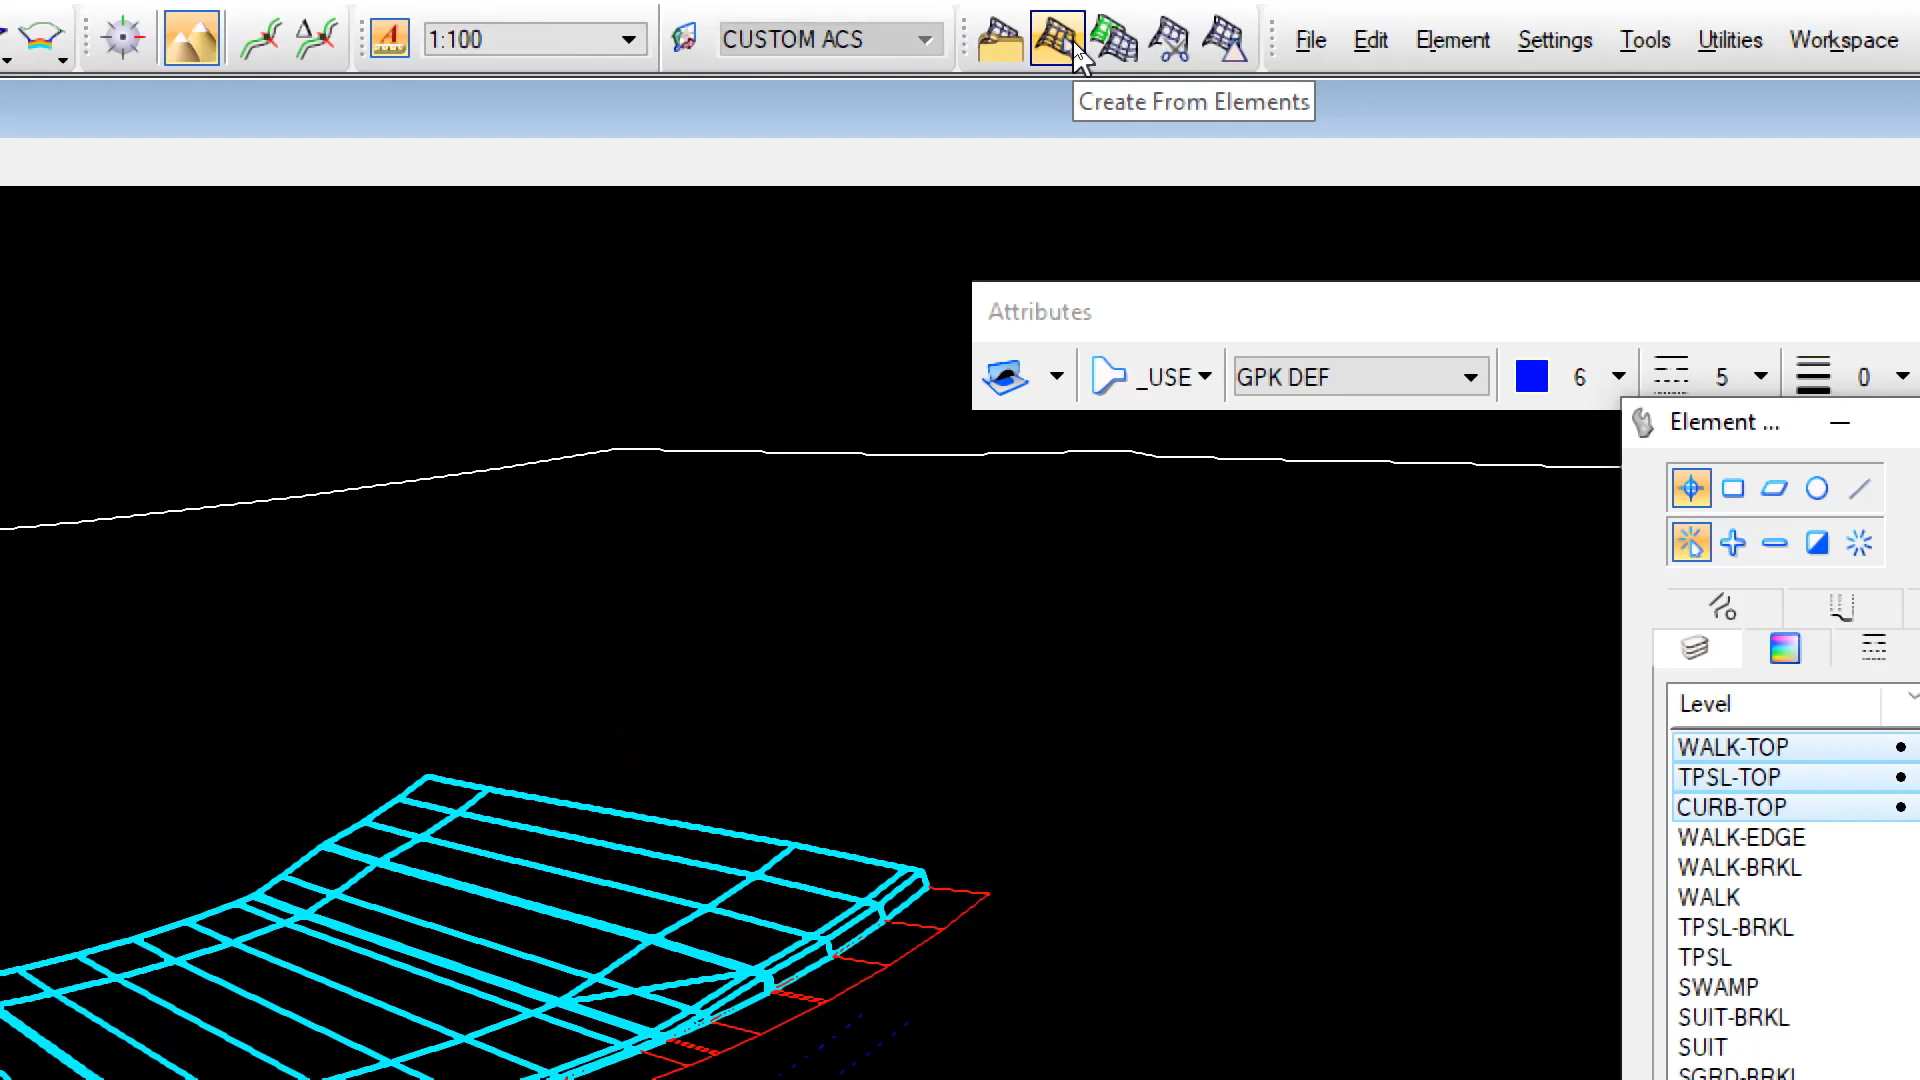 1:100
CUSTOM ACS
File Edit Element Settings Tools Utilities Workspace
Create From Elements
Attributes
_USE
GPK DEF
6
5
0
Element ...
Level
WALK-TOP
TPSL-TOP
CURB-TOP
WALK-EDGE
WALK-BRKL
WALK
TPSL-BRKL
TPSL
SWAMP
SUIT-BRKL
SUIT
SGRD-BRKL